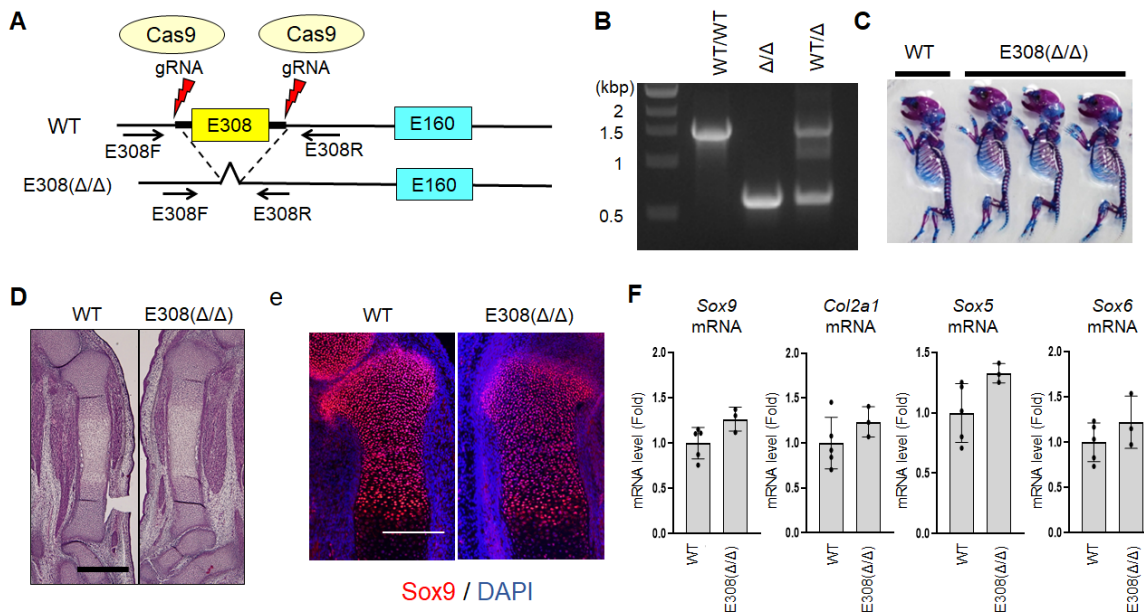 A
Cas9
Cas9
gRNA
gRNA
WT
E308
E160
E308F
E308R
E308(Δ/Δ)
E160
E308F
E308R
B
WT/WT
Δ/Δ
WT/Δ
(kbp)
2
1.5
1
0.5
C
WT
E308(Δ/Δ)
D
WT
E308(Δ/Δ)
e
WT
E308(Δ/Δ)
Sox9 / DAPI
F
Sox9
mRNA
mRNA level (Fold)
2.0
1.5
1.0
0.5
0.0
WT
E308(Δ/Δ)
Col2a1
mRNA
mRNA level (Fold)
2.0
1.5
1.0
0.5
0.0
WT
E308(Δ/Δ)
Sox5
mRNA
mRNA level (Fold)
1.5
1.0
0.5
0.0
WT
E308(Δ/Δ)
Sox6
mRNA
mRNA level (Fold)
2.0
1.5
1.0
0.5
0.0
WT
E308(Δ/Δ)